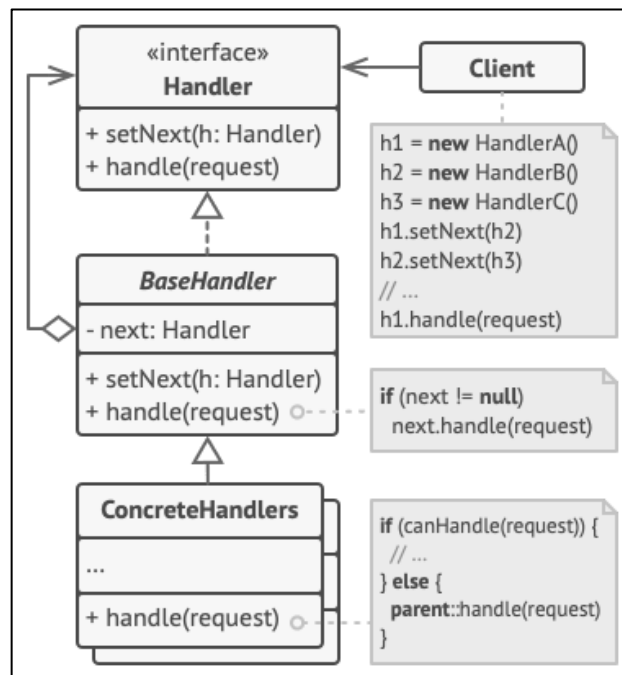 «interface»
Handler
+ setNext(h: Handler)
+ handle(request)
Client
h1 = new HandlerA()
h2 = new HandlerB()
h3 = new HandlerC()
h1.setNext(h2)
h2.setNext(h3)
// ...
h1.handle(request)
BaseHandler
- next: Handler
+ setNext(h: Handler)
+ handle(request)
if (next != null)
next.handle(request)
ConcreteHandlers
...
+ handle(request)
if (canHandle(request)) {
// ...
} else {
parent::handle(request)
}